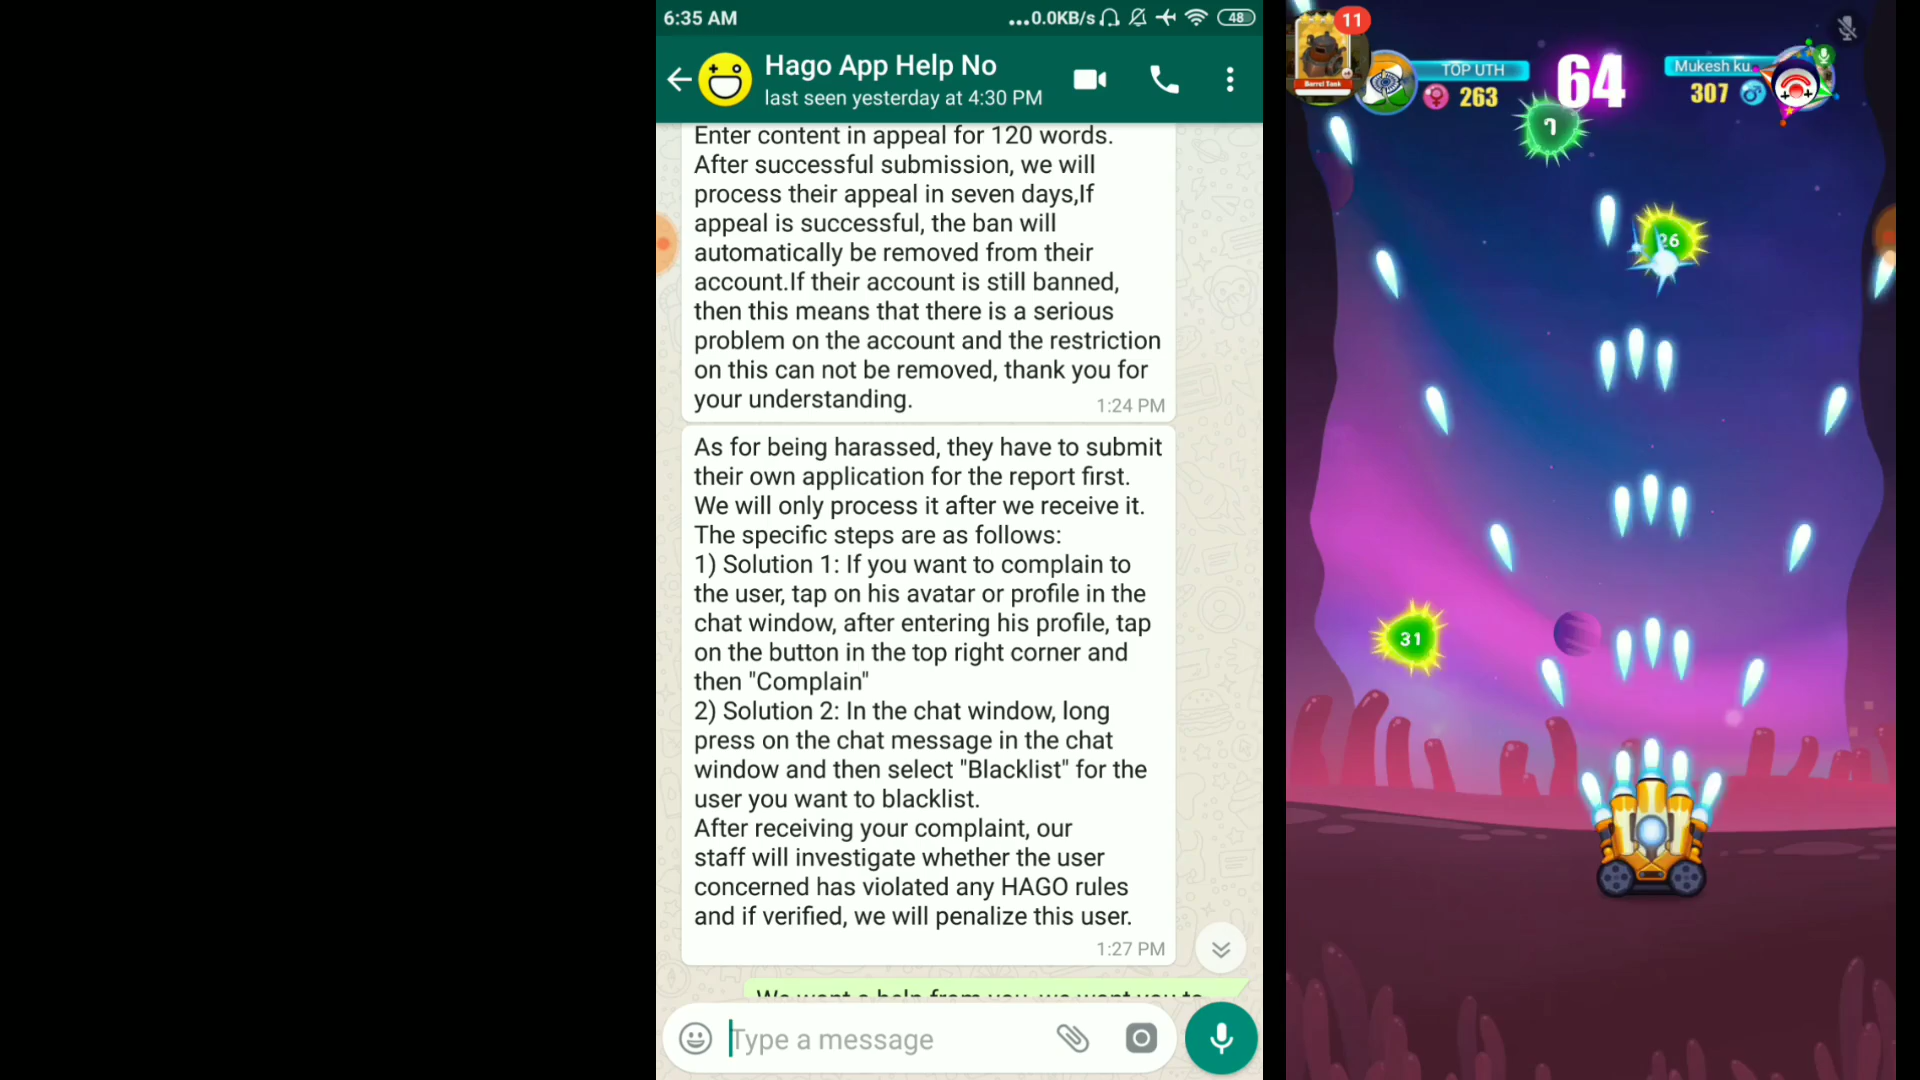 6:35 AM
...0.0KB/s
48
Hago App Help No
last seen yesterday at 4:30 PM
Enter content in appeal for 120 words.
After successful submission, we will
process their appeal in seven days,If
appeal is successful, the ban will
automatically be removed from their
account.If their account is still banned,
then this means that there is a serious
problem on the account and the restriction
on this can not be removed, thank you for
your understanding.
1:24 PM
As for being harassed, they have to submit
their own application for the report first.
We will only process it after we receive it.
The specific steps are as follows:
1) Solution 1: If you want to complain to
the user, tap on his avatar or profile in the
chat window, after entering his profile, tap
on the button in the top right corner and
then "Complain"
2) Solution 2: In the chat window, long
press on the chat message in the chat
window and then select "Blacklist" for the
user you want to blacklist.
After receiving your complaint, our
staff will investigate whether the user
concerned has violated any HAGO rules
and if verified, we will penalize this user.
1:27 PM
We want a help from you, we want you to
Type a message
11
Barrel Tank
TOP UTH
263
64
Mukesh ku
307
7
26
31